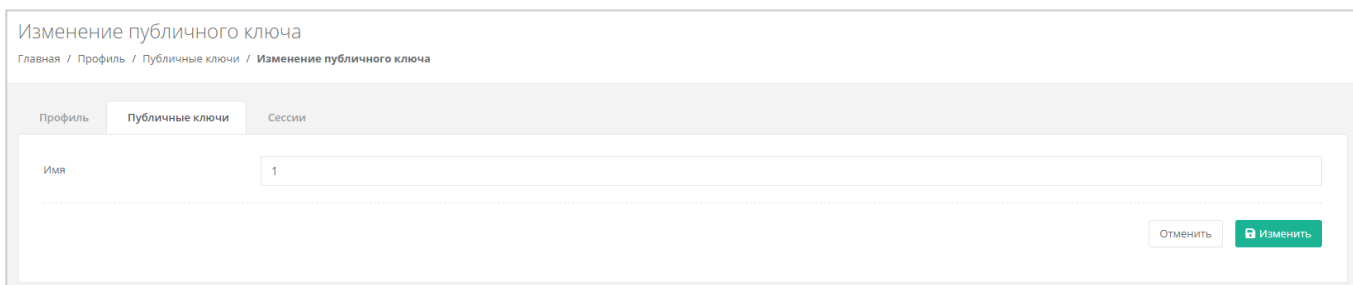 Изменение публичного ключа
Главная / Профиль / Публичные ключи / Изменение публичного ключа
Профиль Публичные ключи Сессии
Имя 1
Отменить Изменить